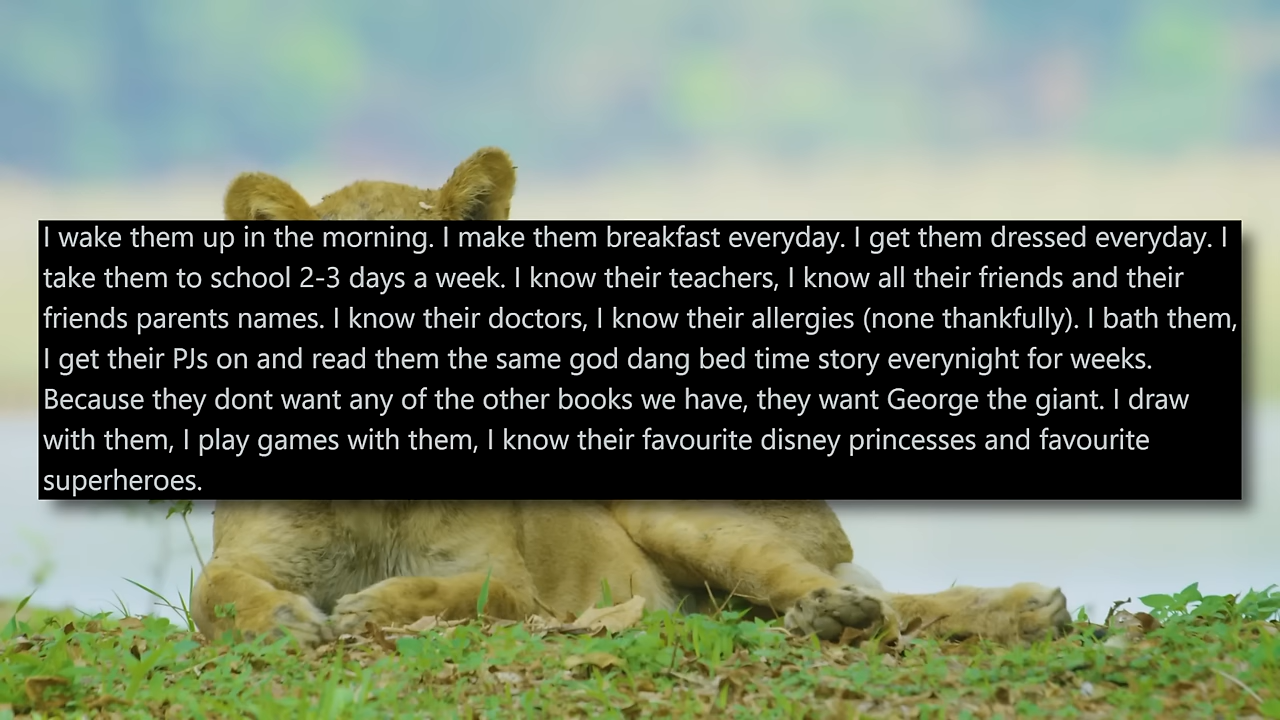 I wake them up in the morning. I make them breakfast everyday. I get them dressed everyday. I
take them to school 2-3 days a week. I know their teachers, I know all their friends and their
friends parents names. I know their doctors, I know their allergies (none thankfully). I bath them,
I get their PJs on and read them the same god dang bed time story everynight for weeks.
Because they dont want any of the other books we have, they want George the giant. I draw
with them, I play games with them, I know their favourite disney princesses and favourite
superheroes.